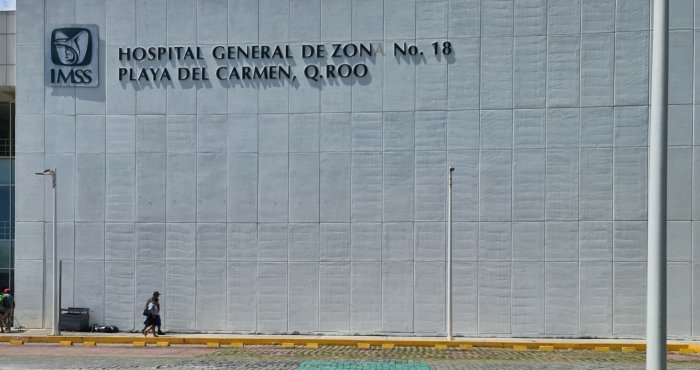 IMSS
HOSPITAL GENERAL DE ZONA No. 18
PLAYA DEL CARMEN, Q.ROO